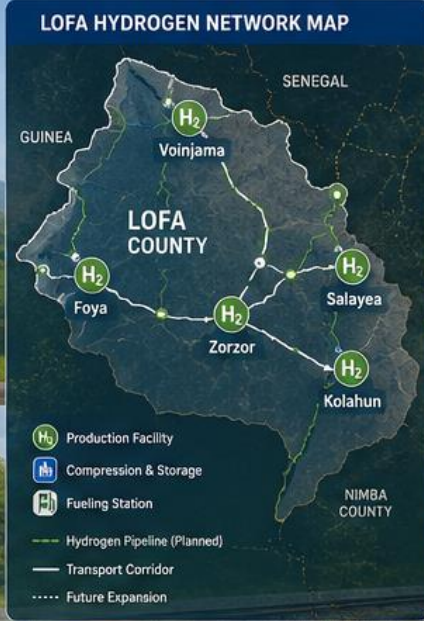 LOFA HYDROGEN NETWORK MAP
SENEGAL
GUINEA
H₂
Voinjama
LOFA
COUNTY
H₂
Foya
H₂
Salayea
H₂
Zorzor
H₂
Kolahun
H₂ Production Facility
Compression & Storage
Fueling Station
NIMBA
COUNTY
Hydrogen Pipeline (Planned)
Transport Corridor
Future Expansion